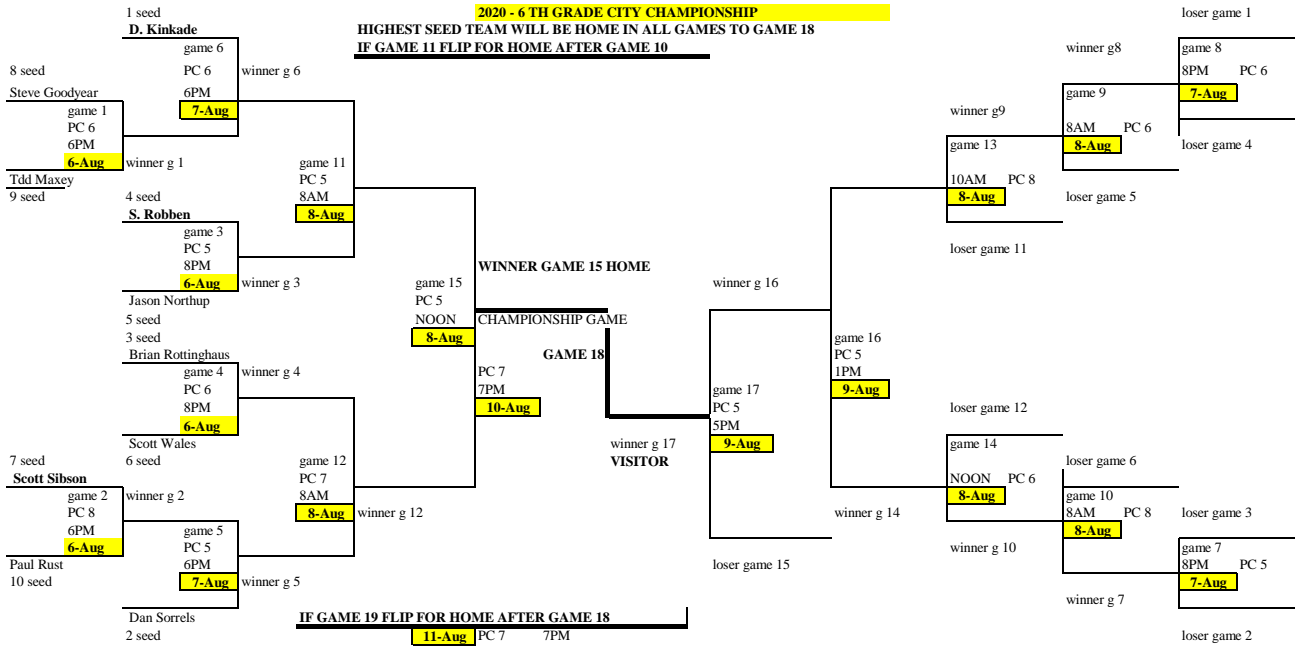 1 seed
2020 - 6 TH GRADE CITY CHAMPIONSHIP
loser game 1
D. Kinkade
HIGHEST SEED TEAM WILL BE HOME IN ALL GAMES TO GAME 18
game 6
IF GAME 11 FLIP FOR HOME AFTER GAME 10
winner g8
game 8
8 seed
PC 6
winner g 6
8PM PC 6
Steve Goodyear
6PM
game 9
7-Aug
game 1
7-Aug
winner g9
PC 6
8AM PC 6
6PM
game 13
8-Aug
loser game 4
6-Aug
winner g 1
game 11
Tdd Maxey
PC 5
10AM PC 8
9 seed
4 seed
8AM
8-Aug
loser game 5
S. Robben
8-Aug
game 3
PC 5
loser game 11
8PM
WINNER GAME 15 HOME
6-Aug
winner g 3
game 15
winner g 16
Jason Northup
PC 5
5 seed
NOON
CHAMPIONSHIP GAME
3 seed
8-Aug
game 16
Brian Rottinghaus
GAME 18
PC 5
game 4
winner g 4
PC 7
1PM
PC 6
7PM
game 17
9-Aug
8PM
10-Aug
PC 5
loser game 12
6-Aug
5PM
Scott Wales
winner g 17
9-Aug
game 14
7 seed
6 seed
game 12
VISITOR
loser game 6
Scott Sibson
PC 7
NOON PC 6
game 2
winner g 2
8AM
8-Aug
game 10
PC 8
8-Aug
winner g 12
winner g 14
8AM PC 8
loser game 3
6PM
game 5
8-Aug
6-Aug
PC 5
winner g 10
game 7
Paul Rust
6PM
loser game 15
8PM PC 5
10 seed
7-Aug
winner g 5
7-Aug
winner g 7
Dan Sorrels
IF GAME 19 FLIP FOR HOME AFTER GAME 18
2 seed
11-Aug PC 7 7PM
loser game 2